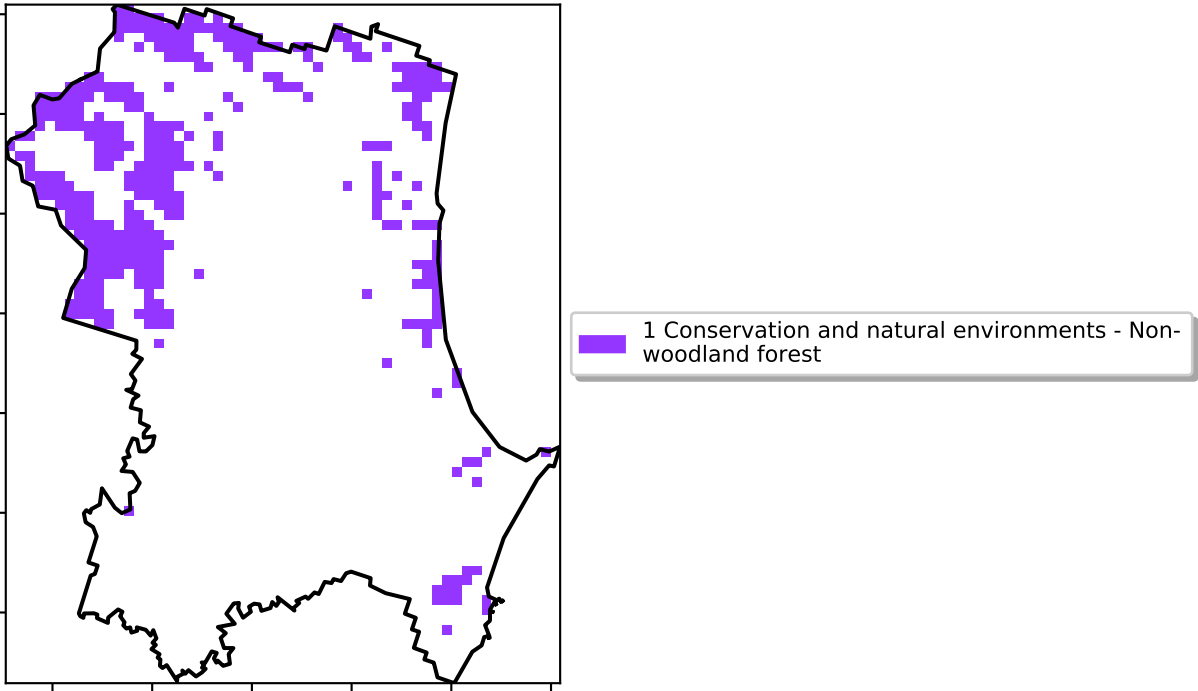 1 Conservation and natural environments - Non-
woodland forest